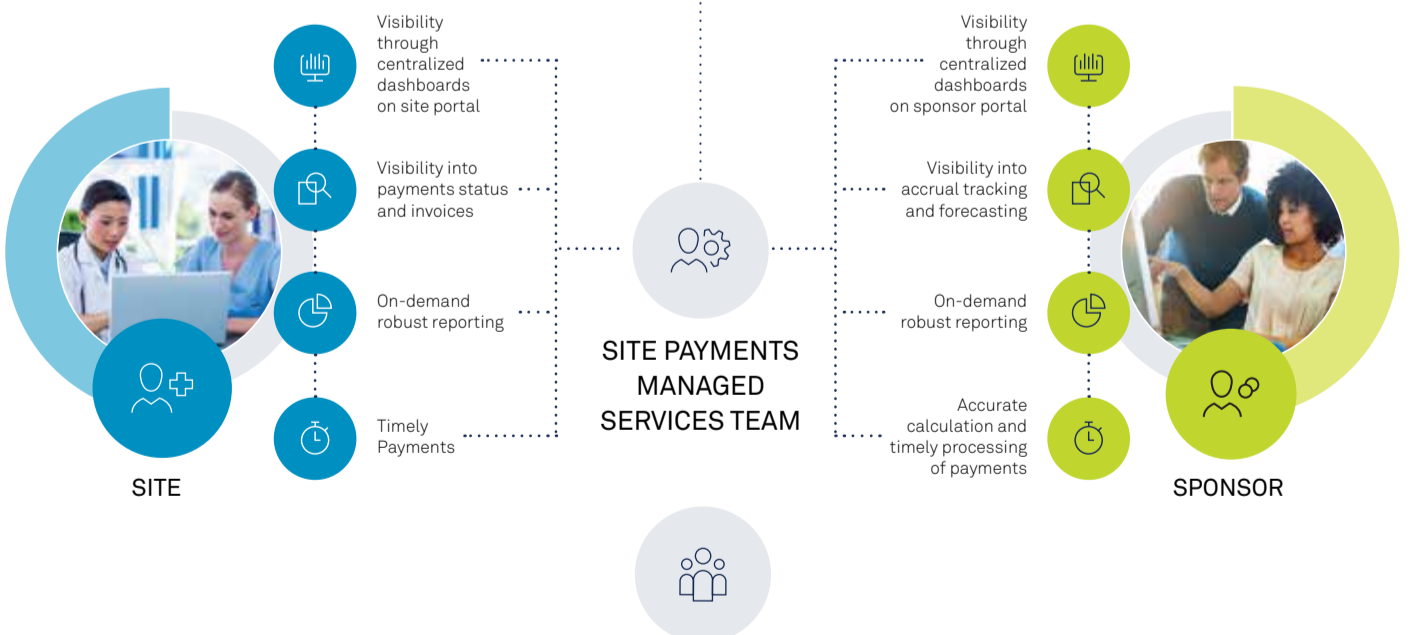 Visibility
through
centralized
dashboards
on site portal
Visibility into
payments status
and invoices
On-demand
robust reporting
Timely
Payments
SITE
SITE PAYMENTS
MANAGED
SERVICES TEAM
Visibility
through
centralized
dashboards
on sponsor portal
Visibility into
accrual tracking
and forecasting
On-demand
robust reporting
Accurate
calculation and
timely processing
of payments
SPONSOR